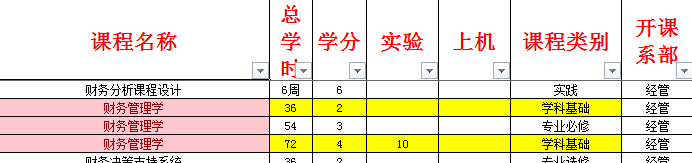 课程名称 总学时 学分 实验 上机 课程类别 开课系部
财务分析课程设计 6周 6 实践 经管
财务管理学 36 2 学科基础 经管
财务管理学 54 3 专业必修 经管
财务管理学 72 4 10 学科基础 经管
财务决策支持系统 36 2 专业选修 经管